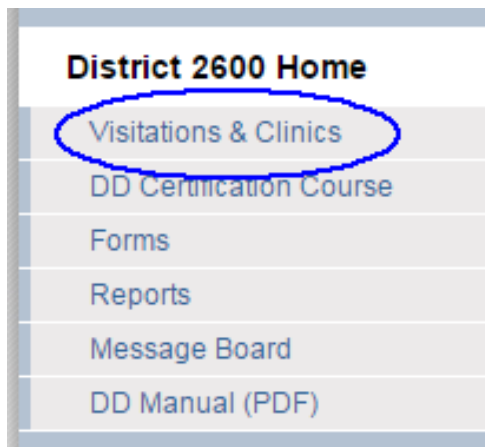 District 2600 Home
Visitations & Clinics
DD Certification Course
Forms
Reports
Message Board
DD Manual (PDF)